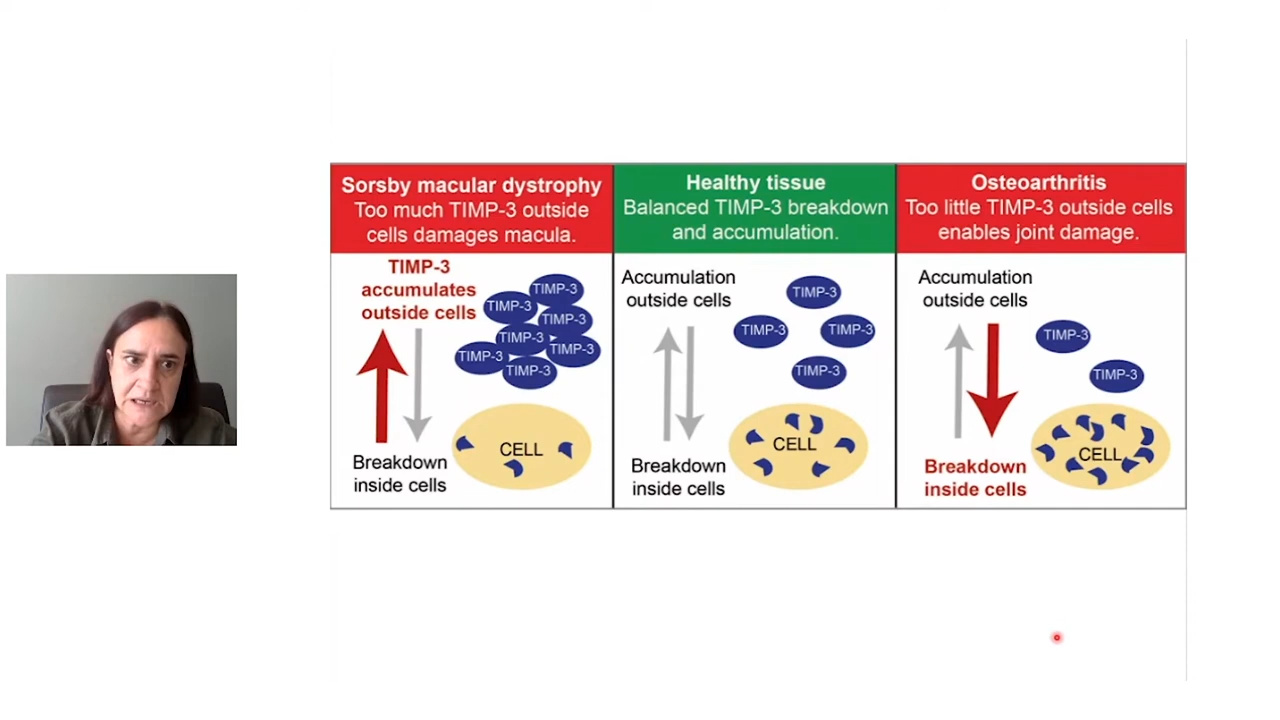 Sorsby macular dystrophy
Too much TIMP-3 outside
cells damages macula.
TIMP-3
accumulates
outside cells
TIMP-3
TIMP-3
TIMP-3
TIMP-3
TIMP-3
TIMP-3
TIMP-3
CELL
Breakdown
inside cells
Healthy tissue
Balanced TIMP-3 breakdown
and accumulation.
Accumulation
outside cells
TIMP-3
TIMP-3
TIMP-3
TIMP-3
CELL
Breakdown
inside cells
Osteoarthritis
Too little TIMP-3 outside cells
enables joint damage.
Accumulation
outside cells
TIMP-3
TIMP-3
CELL
Breakdown
inside cells